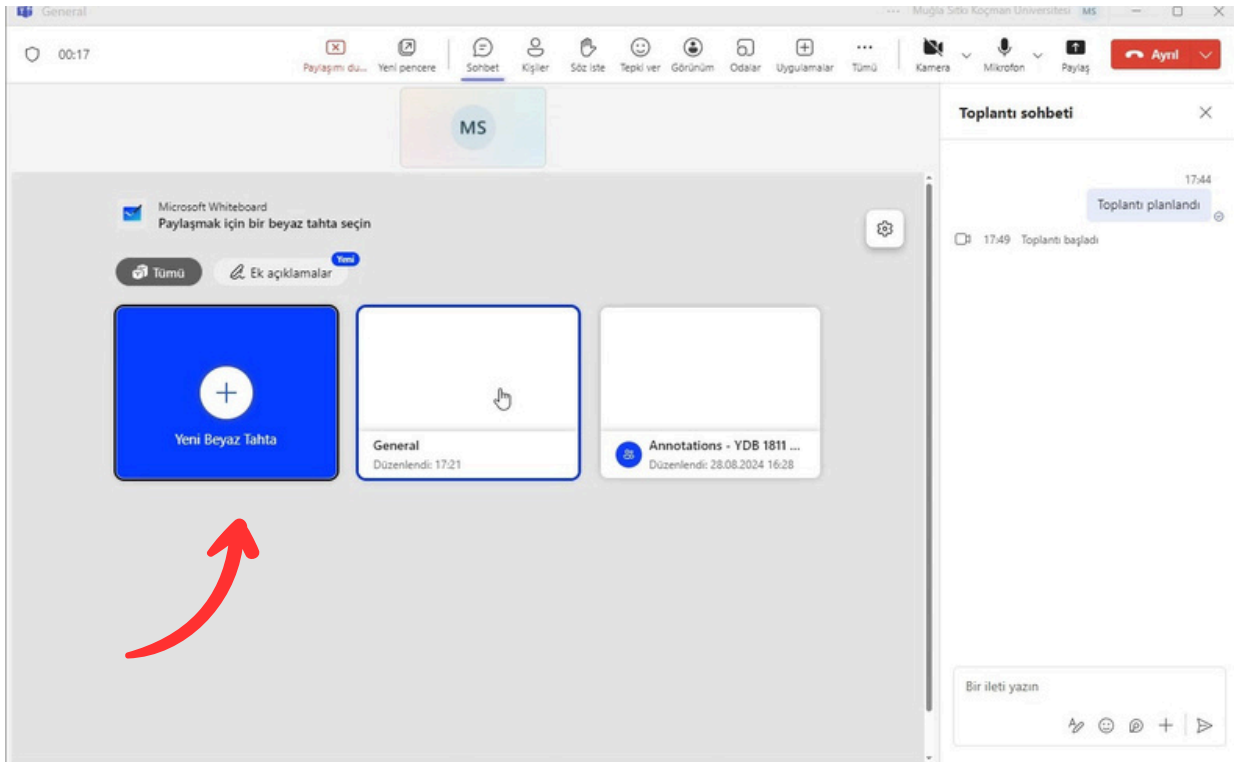 General
Muğla Sıtkı Koçman Üniversitesi MS
00:17
Paylaşımı du... Yeni pencere Sohbet Kişiler Söz iste Tepki ver Görünüm Odalar Uygulamalar Tümü Kamera Mikrofon Paylaş Ayrıl
MS
Microsoft Whiteboard
Paylaşmak için bir beyaz tahta seçin
Tümü
Ek açıklamalar
Yeni
Yeni Beyaz Tahta
General
Düzenlendi: 17:21
Annotations - YDB 1811 ...
Düzenlendi: 28.08.2024 16:28
Toplantı sohbeti
17:44
Toplantı planlandı
17:49 Toplantı başladı
Bir ileti yazın